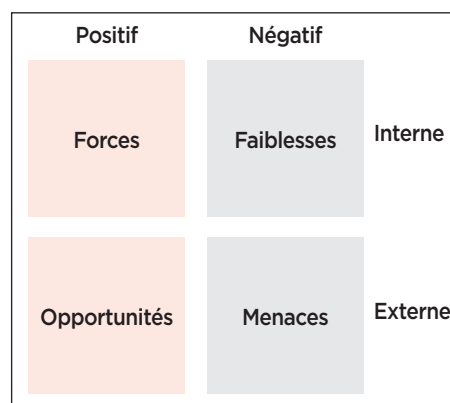 Positif Négatif
Forces Faiblesses Interne
Opportunités Menaces Externe